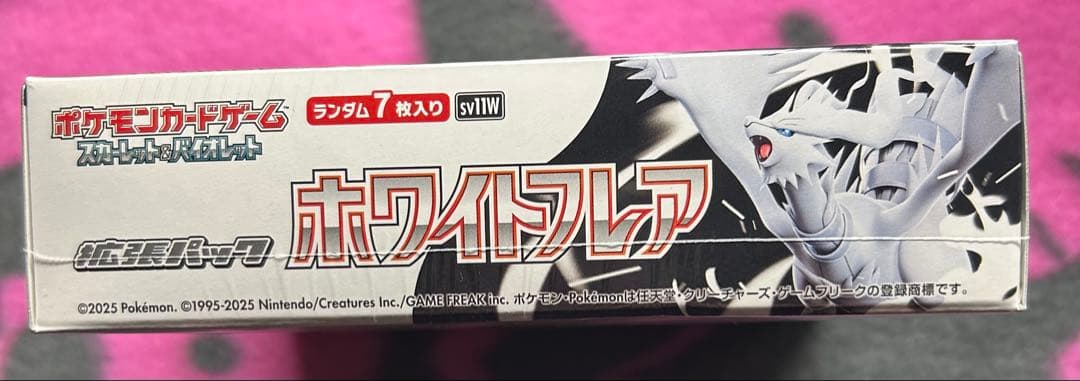 ポケモンカードゲーム
スカーレット&バイオレット
ランダム7枚入り sv11W
拡張パック ホワイトフレア
©2025 Pokémon. ©1995-2025 Nintendo/Creatures Inc./GAME FREAK inc. ポケモン・Pokémonは任天堂・クリーチャーズ・ゲームフリークの登録商標です。